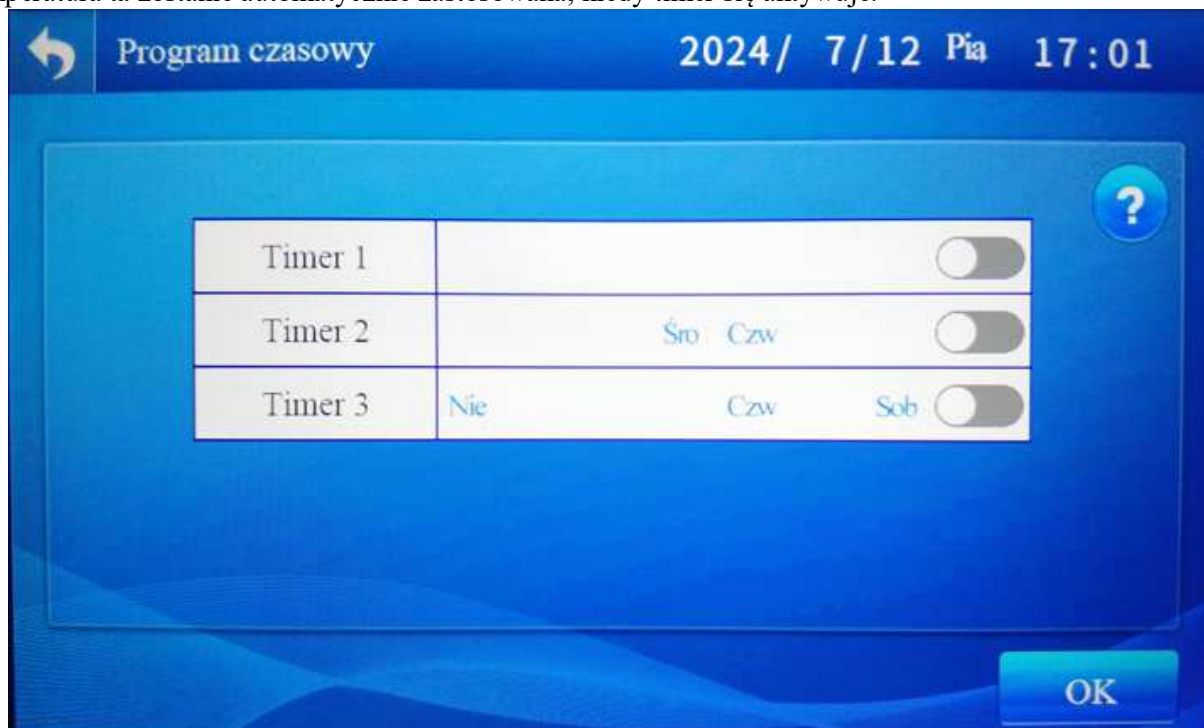 Program czasowy 2024/ 7/12 Pia 17:01
?
Timer 1
Timer 2 Śro Czw
Timer 3 Nie Czw Sob
OK